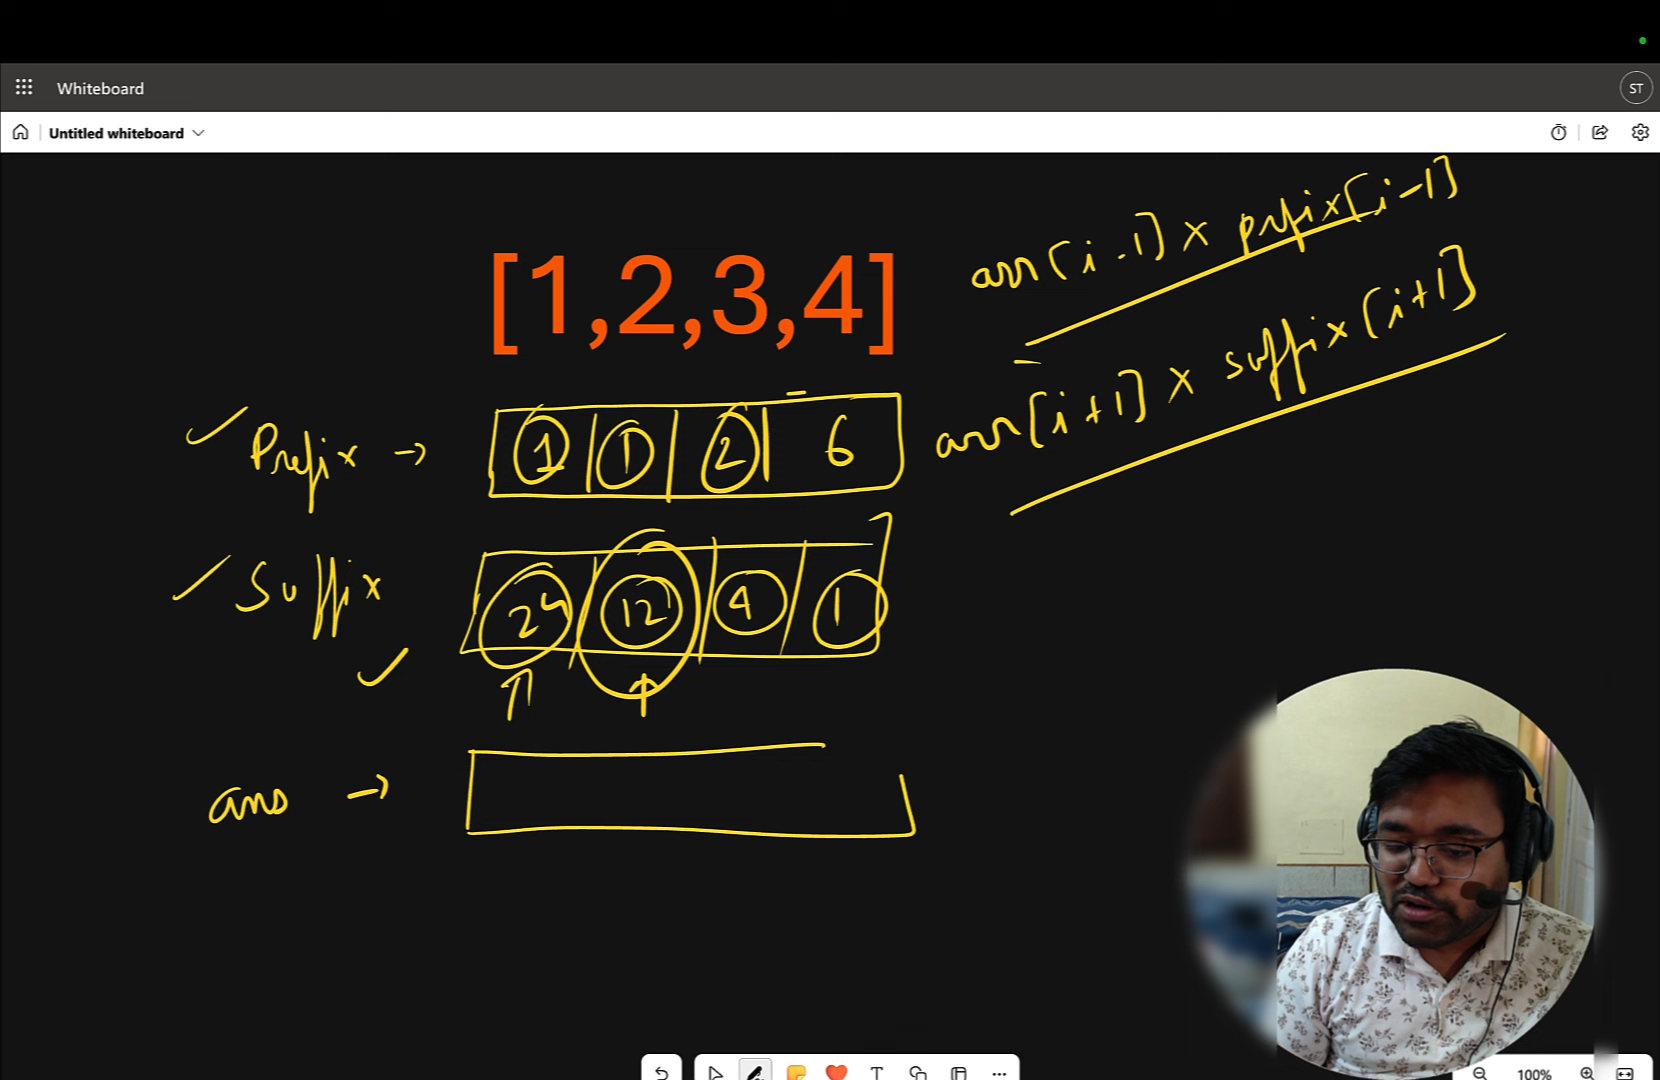 Whiteboard
ST
Untitled whiteboard
[1,2,3,4]
arr[i-1] x prfix[i-1]
arr[i+1] x suffix[i+1]
Prefix → 1 1 2 6
Suffix 24 12 4 1
ans →
T
100%